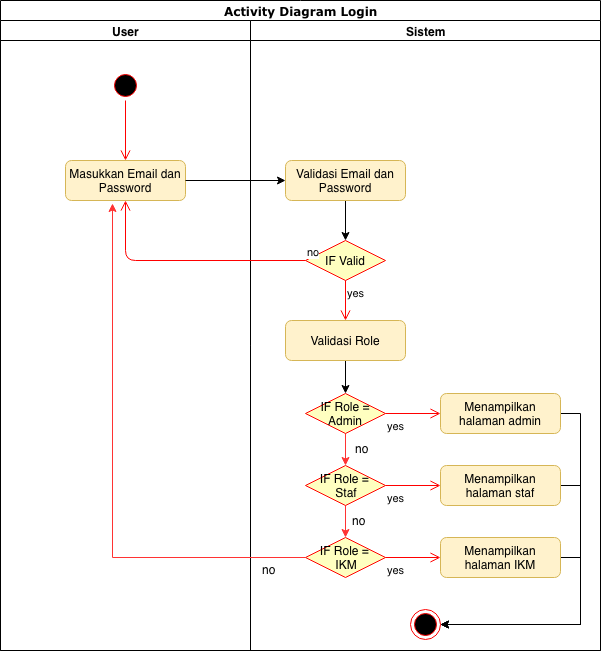 Activity Diagram Login
User
Sistem
Masukkan Email dan
Password
Validasi Email dan
Password
no
IF Valid
yes
Validasi Role
IF Role =
Admin
yes
Menampilkan
halaman admin
no
IF Role =
Staf
yes
Menampilkan
halaman staf
no
IF Role =
IKM
no
yes
Menampilkan
halaman IKM